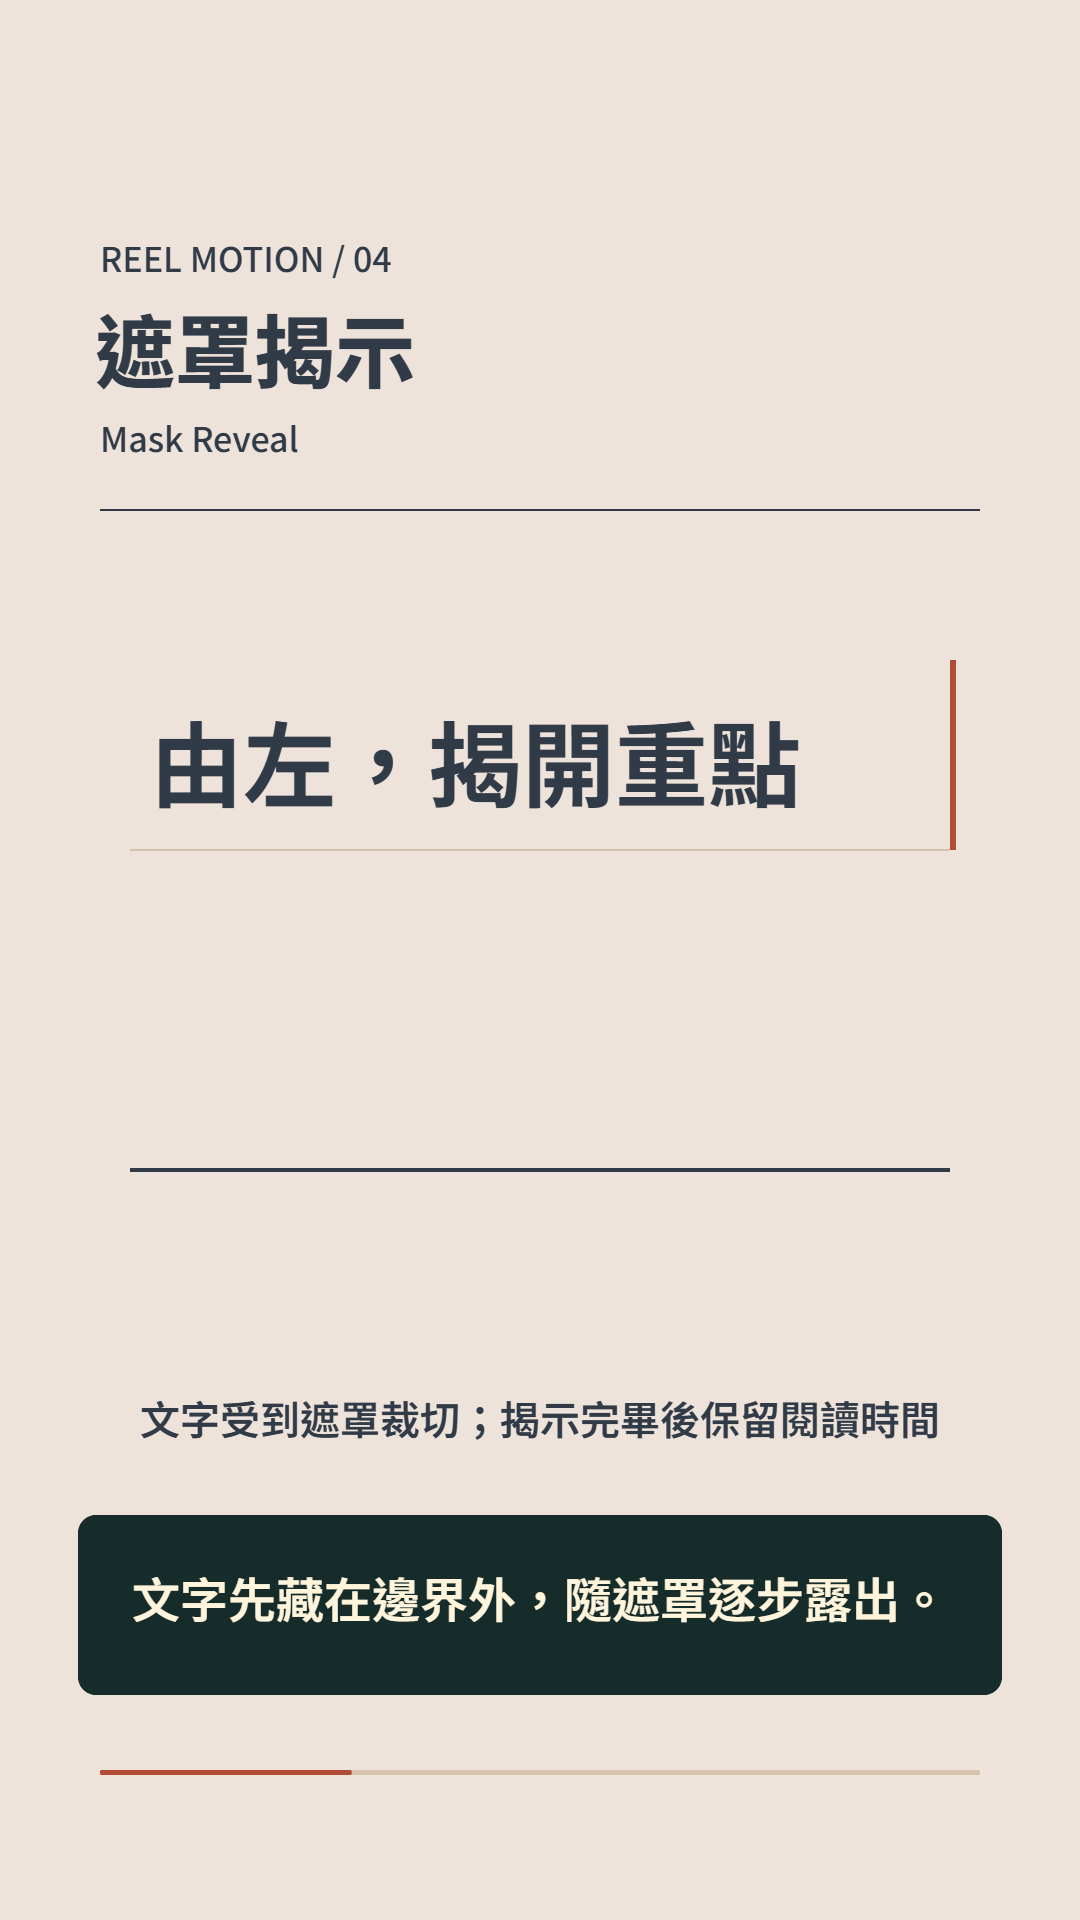 REEL MOTION / 04
遮罩揭示
Mask Reveal
由左，揭開重點
文字受到遮罩裁切；揭示完畢後保留閱讀時間
文字先藏在邊界外，隨遮罩逐步露出。